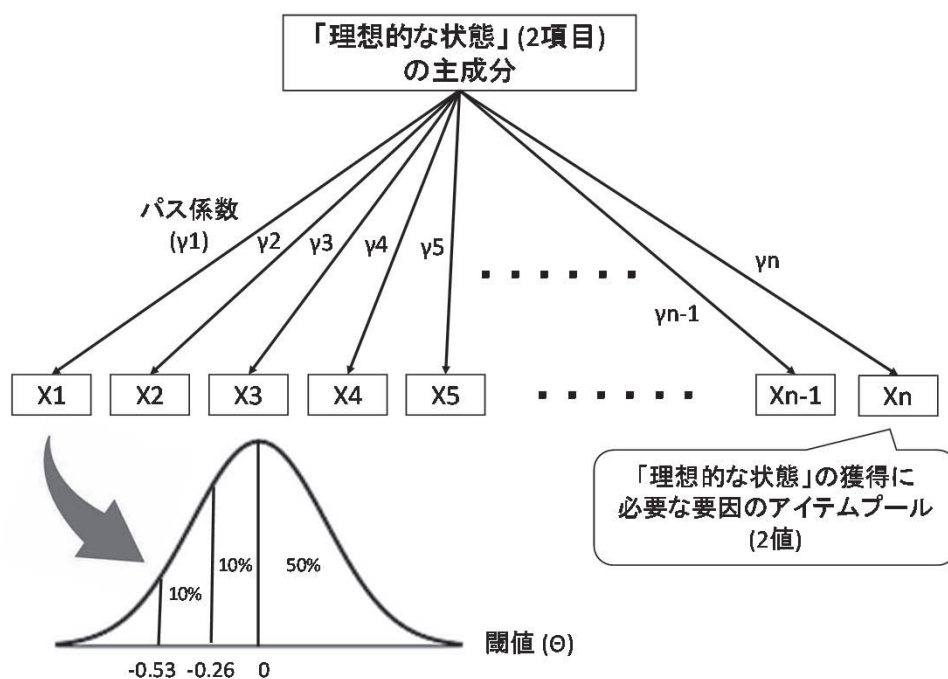 「理想的な状態」(2項目)
の主成分
パス係数
(γ1)
γ2
γ3
γ4
γ5
γn-1
γn
X1
X2
X3
X4
X5
Xn-1
Xn
「理想的な状態」の獲得に
必要な要因のアイテムプール
(2値)
10%
10%
50%
-0.53
-0.26
0
閾値 (Θ)